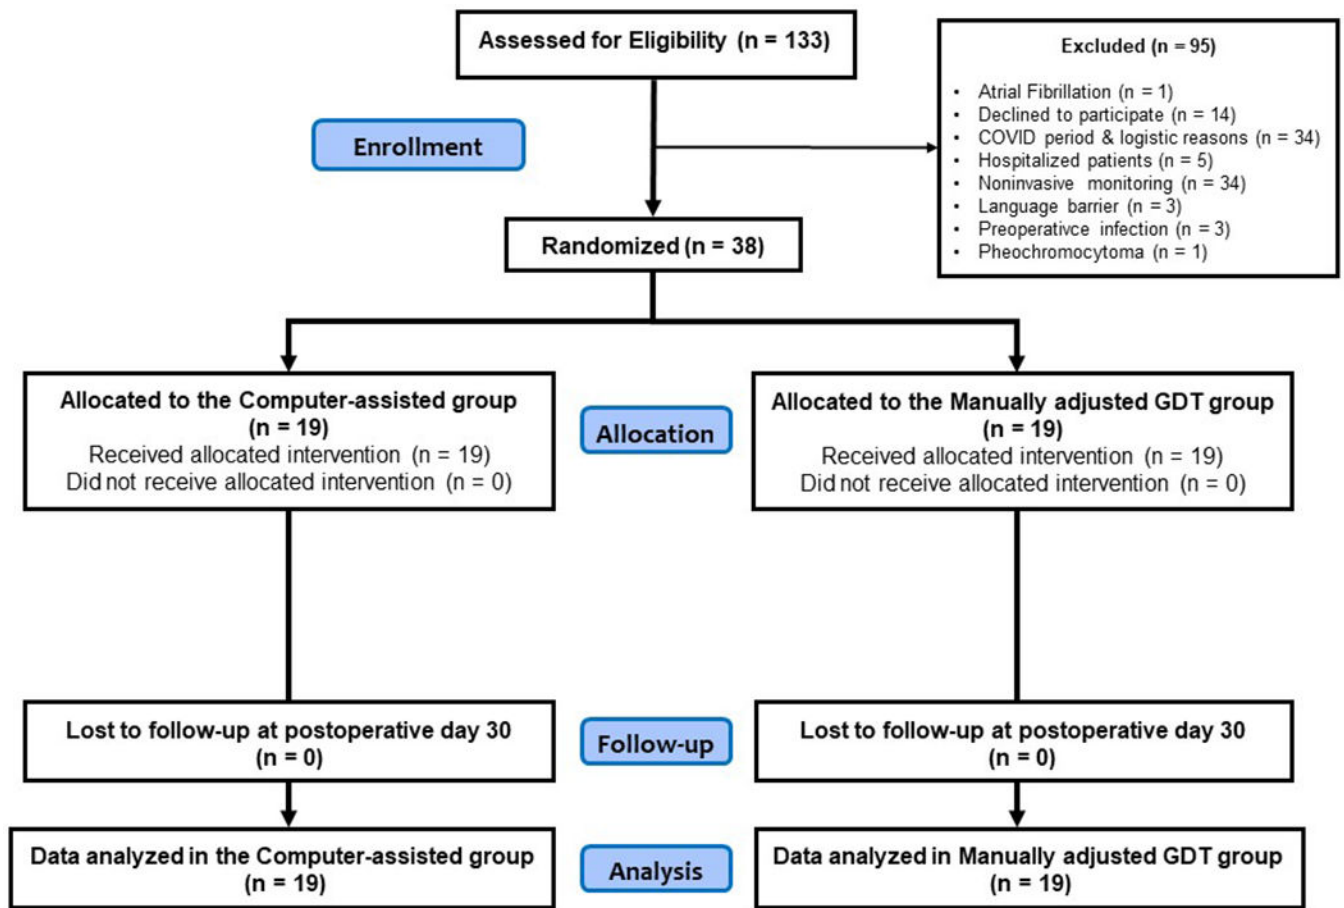 Assessed for Eligibility (n = 133)
Excluded (n = 95)
• Atrial Fibrillation (n = 1)
• Declined to participate (n = 14)
• COVID period & logistic reasons (n = 34)
• Hospitalized patients (n = 5)
• Noninvasive monitoring (n = 34)
• Language barrier (n = 3)
• Preoperativce infection (n = 3)
• Pheochromocytoma (n = 1)
Enrollment
Randomized (n = 38)
Allocated to the Computer-assisted group
(n = 19)
Received allocated intervention (n = 19)
Did not receive allocated intervention (n = 0)
Allocation
Allocated to the Manually adjusted GDT group
(n = 19)
Received allocated intervention (n = 19)
Did not receive allocated intervention (n = 0)
Lost to follow-up at postoperative day 30
(n = 0)
Follow-up
Lost to follow-up at postoperative day 30
(n = 0)
Data analyzed in the Computer-assisted group
(n = 19)
Analysis
Data analyzed in Manually adjusted GDT group
(n = 19)